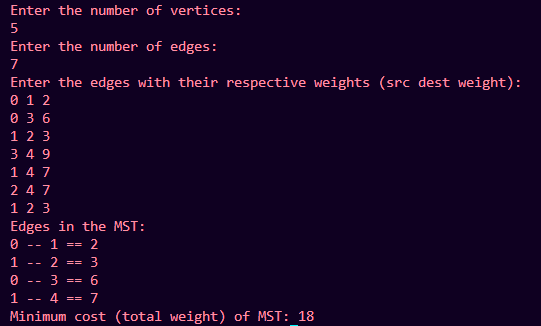 Enter the number of vertices:
5
Enter the number of edges:
7
Enter the edges with their respective weights (src dest weight):
0 1 2
0 3 6
1 2 3
3 4 9
1 4 7
2 4 7
1 2 3
Edges in the MST:
0 -- 1 == 2
1 -- 2 == 3
0 -- 3 == 6
1 -- 4 == 7
Minimum cost (total weight) of MST: 18